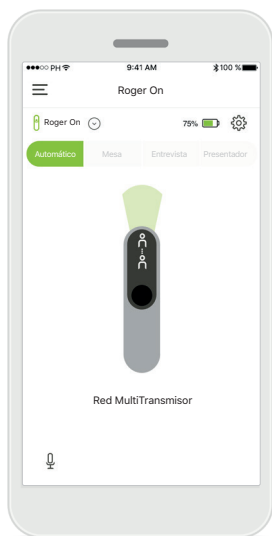 ●●●○○ PH 9:41 AM 100 %
Roger On
Roger On 75%
Automático Mesa Entrevista Presentador
Red MultiTransmisor